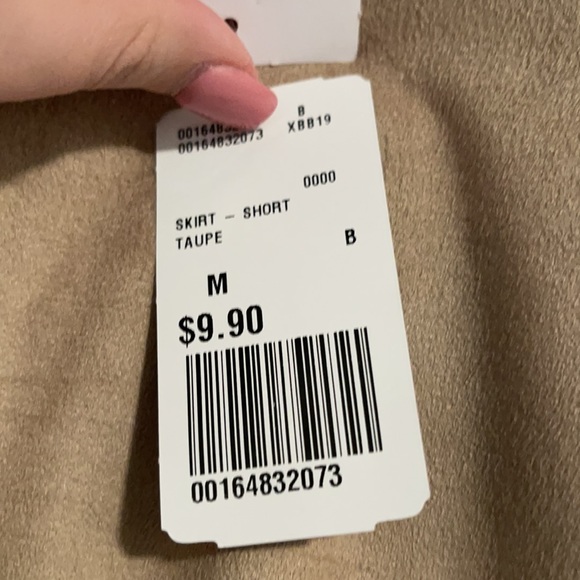 B
00164832073 XBB19
0000
SKIRT – SHORT
TAUPE
B
M
$9.90
00164832073